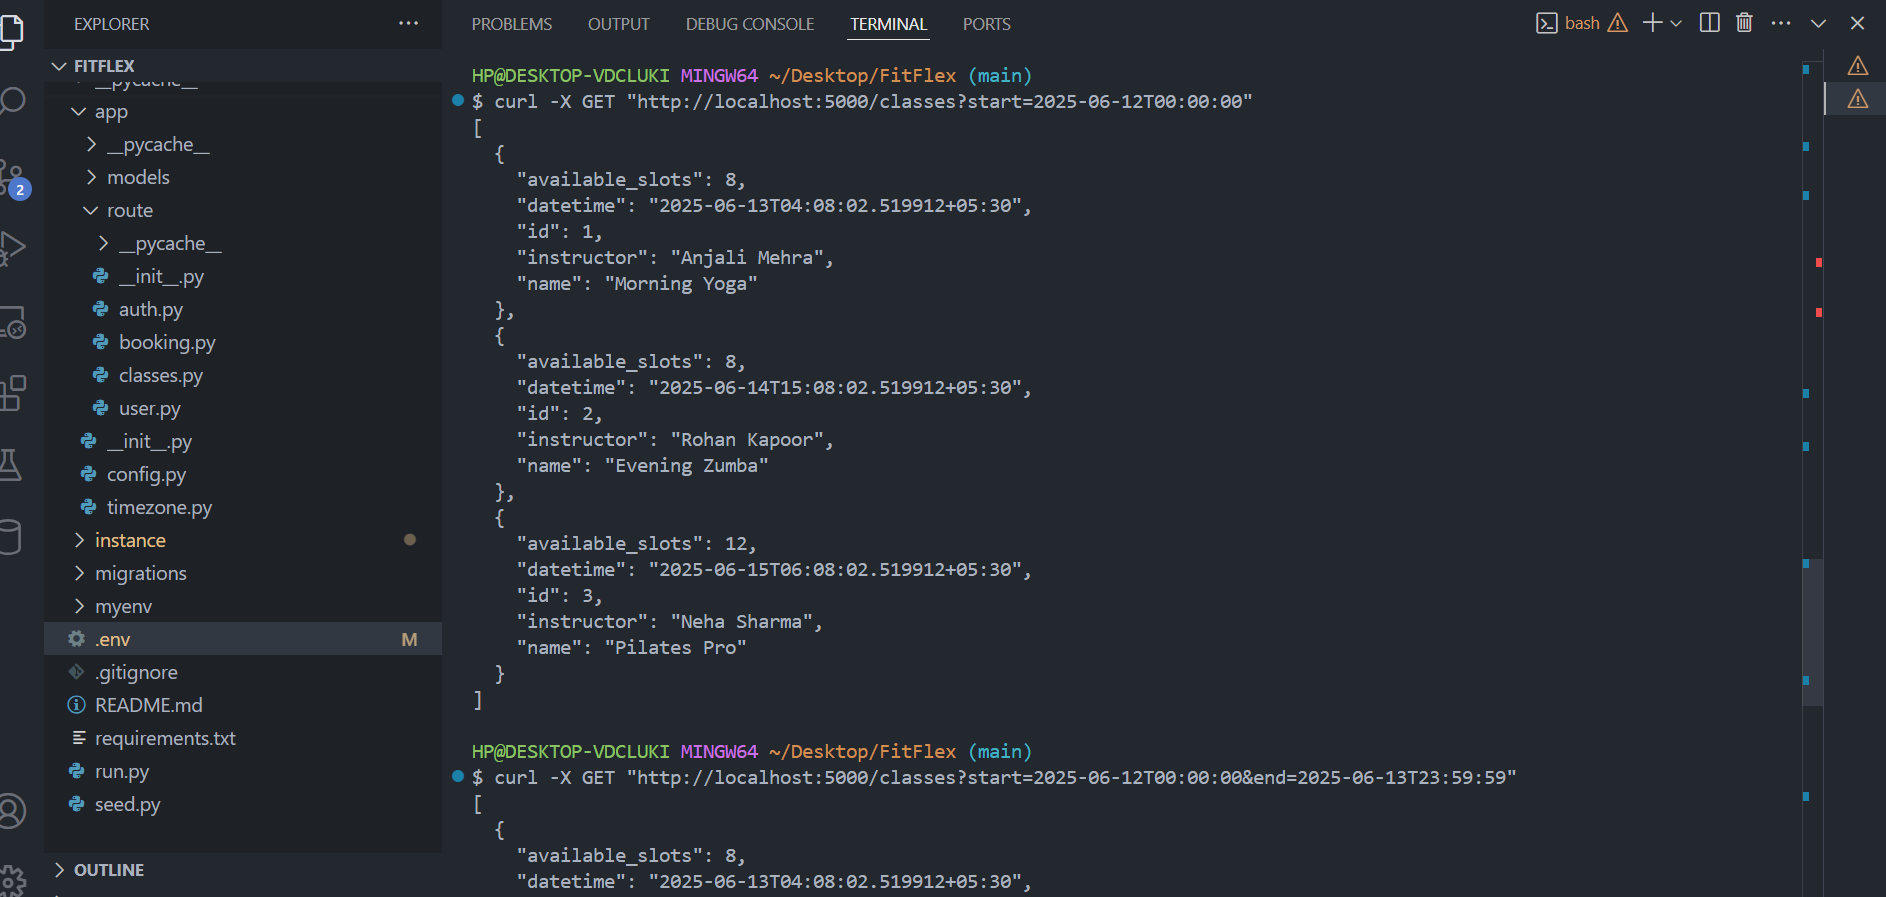 EXPLORER
FITFLEX
__pycache__
app
__pycache__
models
route
__pycache__
__init__.py
auth.py
booking.py
classes.py
user.py
__init__.py
config.py
timezone.py
instance
migrations
myenv
.env M
.gitignore
README.md
requirements.txt
run.py
seed.py
OUTLINE
2
PROBLEMS OUTPUT DEBUG CONSOLE TERMINAL PORTS
bash
HP@DESKTOP-VDCLUKI MINGW64 ~/Desktop/FitFlex (main)
$ curl -X GET "http://localhost:5000/classes?start=2025-06-12T00:00:00"
[
{
"available_slots": 8,
"datetime": "2025-06-13T04:08:02.519912+05:30",
"id": 1,
"instructor": "Anjali Mehra",
"name": "Morning Yoga"
},
{
"available_slots": 8,
"datetime": "2025-06-14T15:08:02.519912+05:30",
"id": 2,
"instructor": "Rohan Kapoor",
"name": "Evening Zumba"
},
{
"available_slots": 12,
"datetime": "2025-06-15T06:08:02.519912+05:30",
"id": 3,
"instructor": "Neha Sharma",
"name": "Pilates Pro"
}
]
HP@DESKTOP-VDCLUKI MINGW64 ~/Desktop/FitFlex (main)
$ curl -X GET "http://localhost:5000/classes?start=2025-06-12T00:00:00&end=2025-06-13T23:59:59"
[
{
"available_slots": 8,
"datetime": "2025-06-13T04:08:02.519912+05:30",